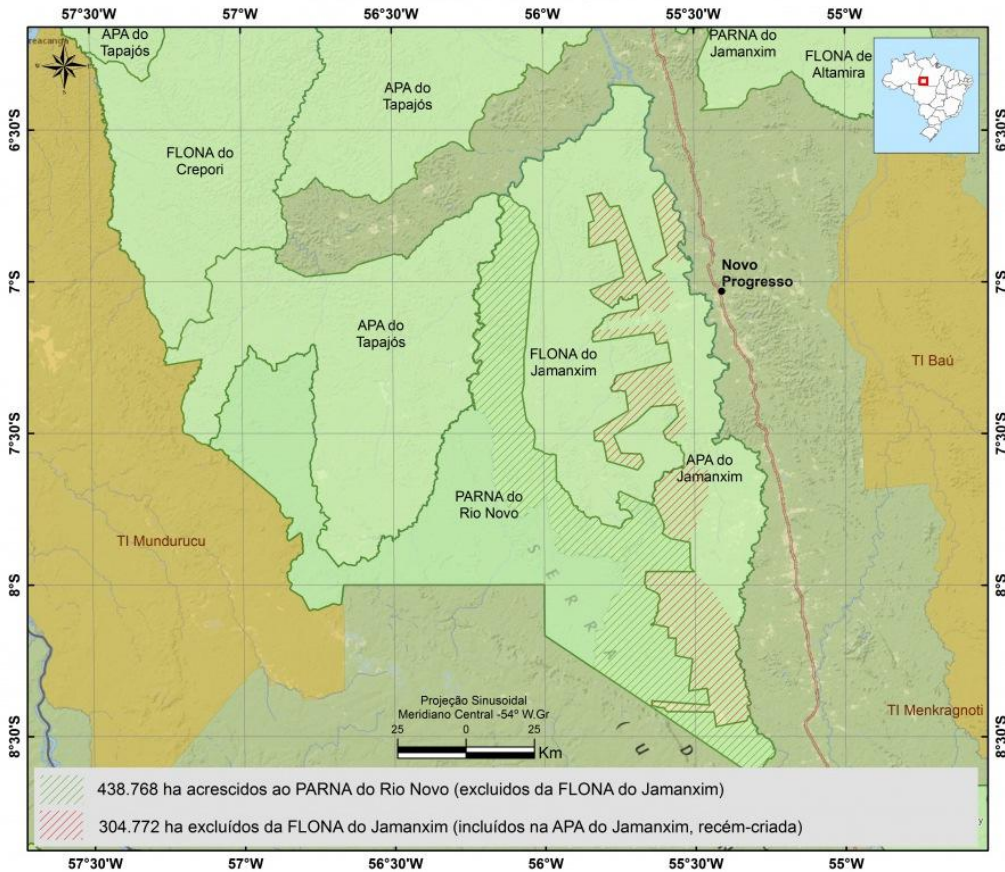 57°30'W
57°W
56°30'W
56°W
55°30'W
55°W
APA do
Tapajós
PARNA do
Jamanxim
FLONA de
Altamira
APA do
Tapajós
6°30'S
6°30'S
FLONA do
Crepori
Novo
Progresso
7°S
7°S
APA do
Tapajós
FLONA do
Jamanxim
TI Baú
7°30'S
7°30'S
APA do
Jamanxim
PARNA do
Rio Novo
TI Mundurucu
S E R R A
8°S
8°S
Projeção Sinusoidal
Meridiano Central -54º W.Gr
25 0 25
Km
TI Menkragnoti
8°30'S
8°30'S
438.768 ha acrescidos ao PARNA do Rio Novo (excluidos da FLONA do Jamanxim)
304.772 ha excluídos da FLONA do Jamanxim (incluídos na APA do Jamanxim, recém-criada)
57°30'W
57°W
56°30'W
56°W
55°30'W
55°W